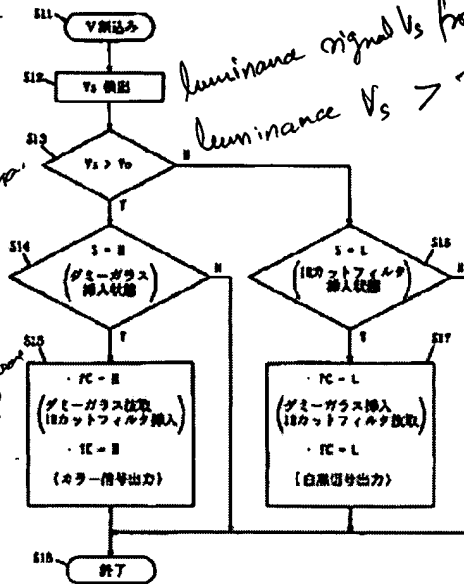 S11
V割込み
luminance signal Vs
S12
Vs 検出
luminance Vs >
S13
Vs > Vo
N
Y
S14
S = H
(ダミーガラス
挿入状態)
N
Y
S16
S = L
(IRカットフィルタ
挿入状態)
N
Y
S15
・FC = H
(ダミーガラス抜取
IRカットフィルタ挿入)
・YC = H
(カラー信号出力)
S17
・FC = L
(ダミーガラス挿入
IRカットフィルタ抜取)
・YC = L
(白黒信号出力)
S18
終了